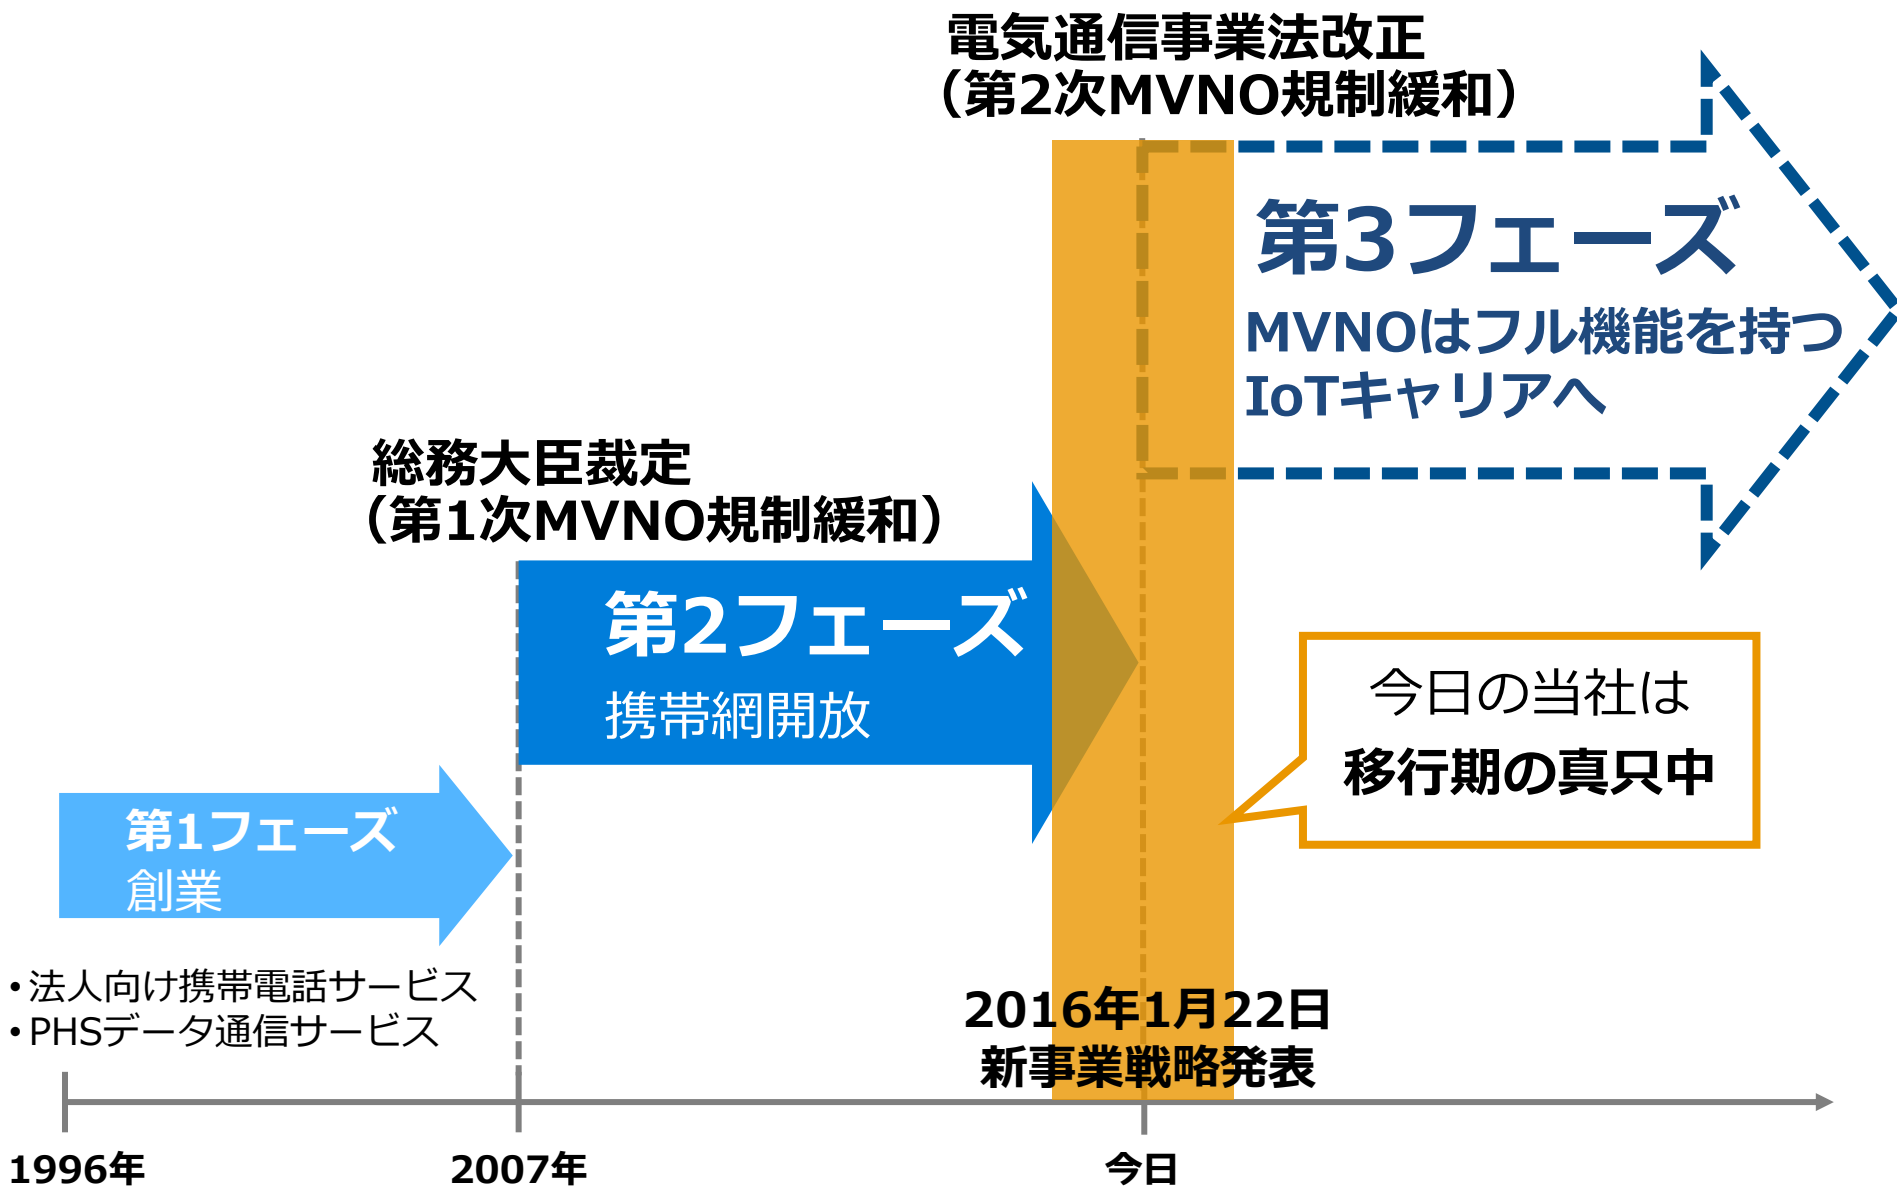 電気通信事業法改正
（第2次MVNO規制緩和）
第3フェーズ
MVNOはフル機能を持つ
IoTキャリアへ
総務大臣裁定
（第1次MVNO規制緩和）
第2フェーズ
携帯網開放
今日の当社は
移行期の真只中
第1フェーズ
創業
•法人向け携帯電話サービス
•PHSデータ通信サービス
2016年1月22日
新事業戦略発表
1996年
2007年
今日